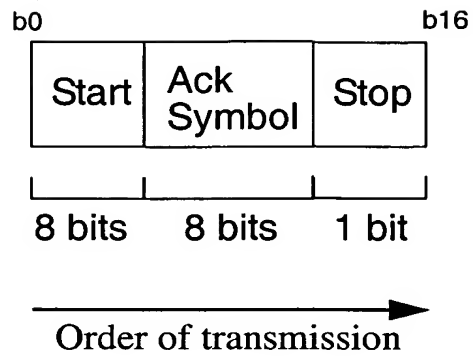 b0 b16
Start Ack Symbol Stop
8 bits 8 bits 1 bit
Order of transmission